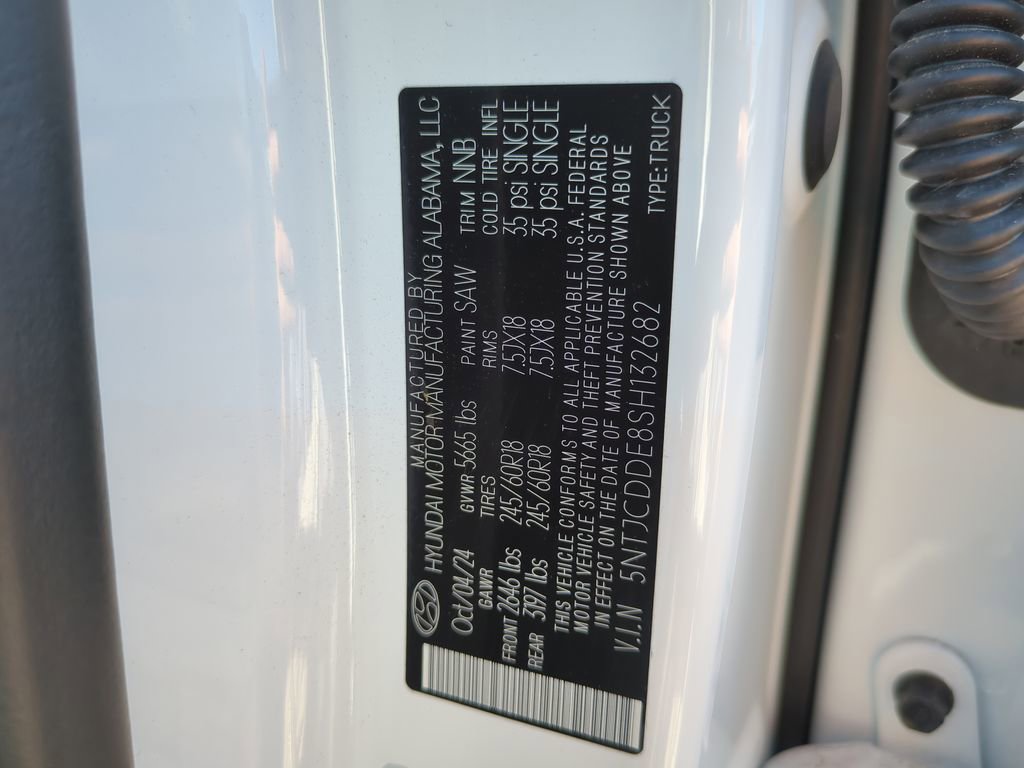 MANUFACTURED BY
HYUNDAI MOTOR MANUFACTURING ALABAMA, LLC
Oct/04/24 GVWR 5665 lbs PAINT SAW TRIM NNB
GAWR TIRES RIMS COLD TIRE INFL
FRONT 2646 lbs 245/60R18 7.5JX18 35 psi SINGLE
REAR 3197 lbs 245/60R18 7.5JX18 35 psi SINGLE
THIS VEHICLE CONFORMS TO ALL APPLICABLE U.S.A. FEDERAL
MOTOR VEHICLE SAFETY AND THEFT PREVENTION STANDARDS
IN EFFECT ON THE DATE OF MANUFACTURE SHOWN ABOVE
V.I.N 5NTJCDDE8SH132682 TYPE:TRUCK